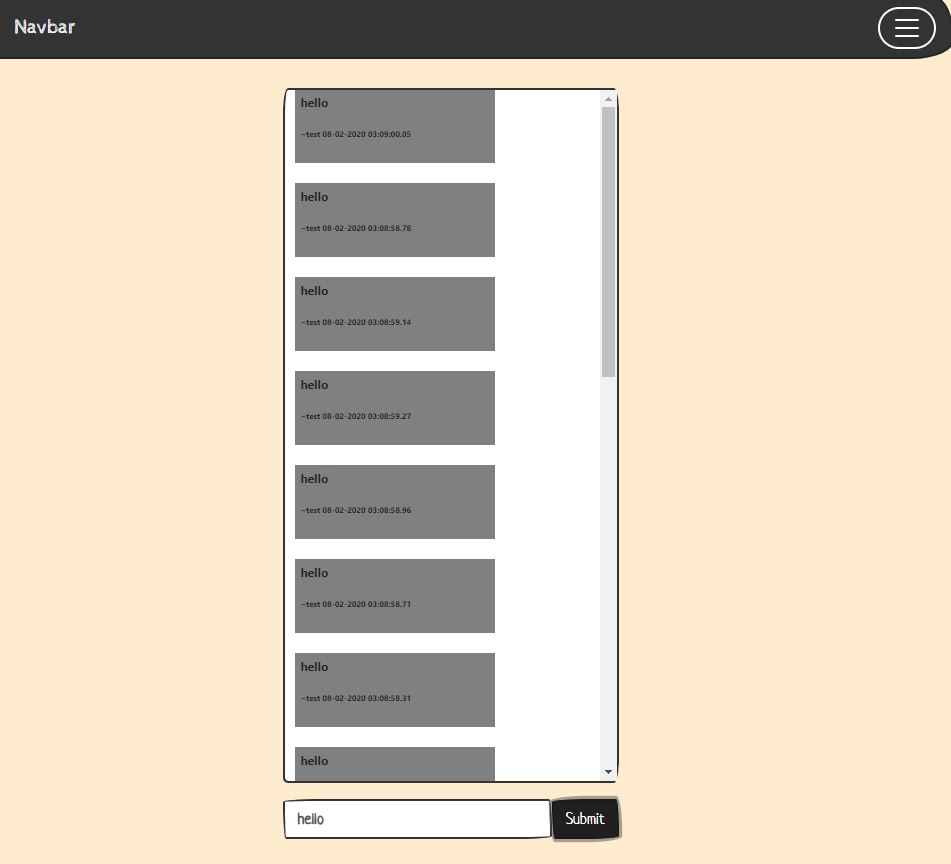 Navbar
hello
~test 08-02-2020 03:09:00.05
hello
~test 08-02-2020 03:08:58.78
hello
~test 08-02-2020 03:08:59.14
hello
~test 08-02-2020 03:08:59.27
hello
~test 08-02-2020 03:08:58.96
hello
~test 08-02-2020 03:08:58.71
hello
~test 08-02-2020 03:08:58.31
hello
hello
Submit